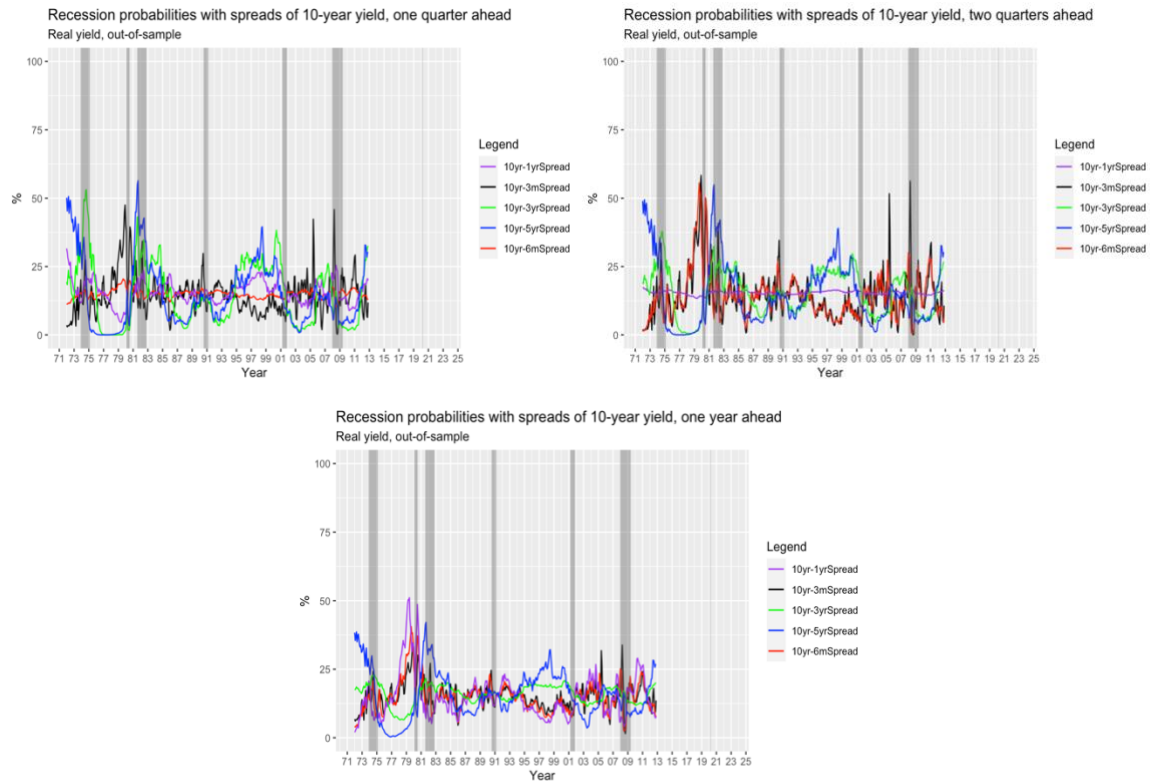 Recession probabilities with spreads of 10-year yield, one quarter ahead
Real yield, out-of-sample
100
75
50
25
0
%
71 73 75 77 79 81 83 85 87 89 91 93 95 97 99 01 03 05 07 09 11 13 15 17 19 21 23 25
Year
Legend
10yr-1yrSpread
10yr-3mSpread
10yr-3yrSpread
10yr-5yrSpread
10yr-6mSpread
Recession probabilities with spreads of 10-year yield, two quarters ahead
Real yield, out-of-sample
100
75
50
25
0
%
71 73 75 77 79 81 83 85 87 89 91 93 95 97 99 01 03 05 07 09 11 13 15 17 19 21 23 25
Year
Legend
10yr-1yrSpread
10yr-3mSpread
10yr-3yrSpread
10yr-5yrSpread
10yr-6mSpread
Recession probabilities with spreads of 10-year yield, one year ahead
Real yield, out-of-sample
100
75
50
25
0
%
71 73 75 77 79 81 83 85 87 89 91 93 95 97 99 01 03 05 07 09 11 13 15 17 19 21 23 25
Year
Legend
10yr-1yrSpread
10yr-3mSpread
10yr-3yrSpread
10yr-5yrSpread
10yr-6mSpread